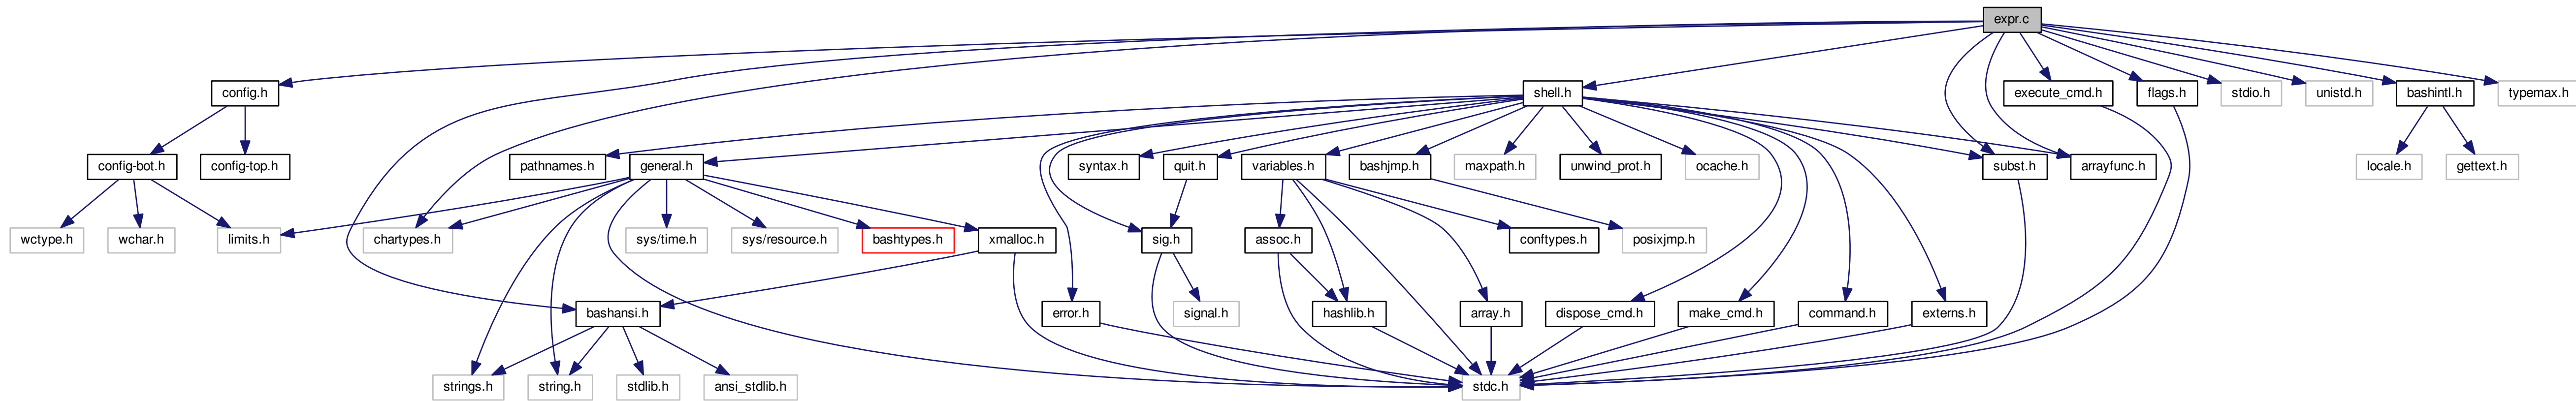 expr.c
config.h
shell.h
execute_cmd.h
flags.h
stdio.h
unistd.h
bashintl.h
typemax.h
config-bot.h
config-top.h
pathnames.h
general.h
syntax.h
quit.h
variables.h
bashjmp.h
maxpath.h
unwind_prot.h
ocache.h
subst.h
arrayfunc.h
locale.h
gettext.h
wctype.h
wchar.h
limits.h
chartypes.h
sys/time.h
sys/resource.h
bashtypes.h
xmalloc.h
sig.h
assoc.h
conftypes.h
posixjmp.h
bashansi.h
error.h
signal.h
hashlib.h
array.h
dispose_cmd.h
make_cmd.h
command.h
externs.h
strings.h
string.h
stdlib.h
ansi_stdlib.h
stdc.h